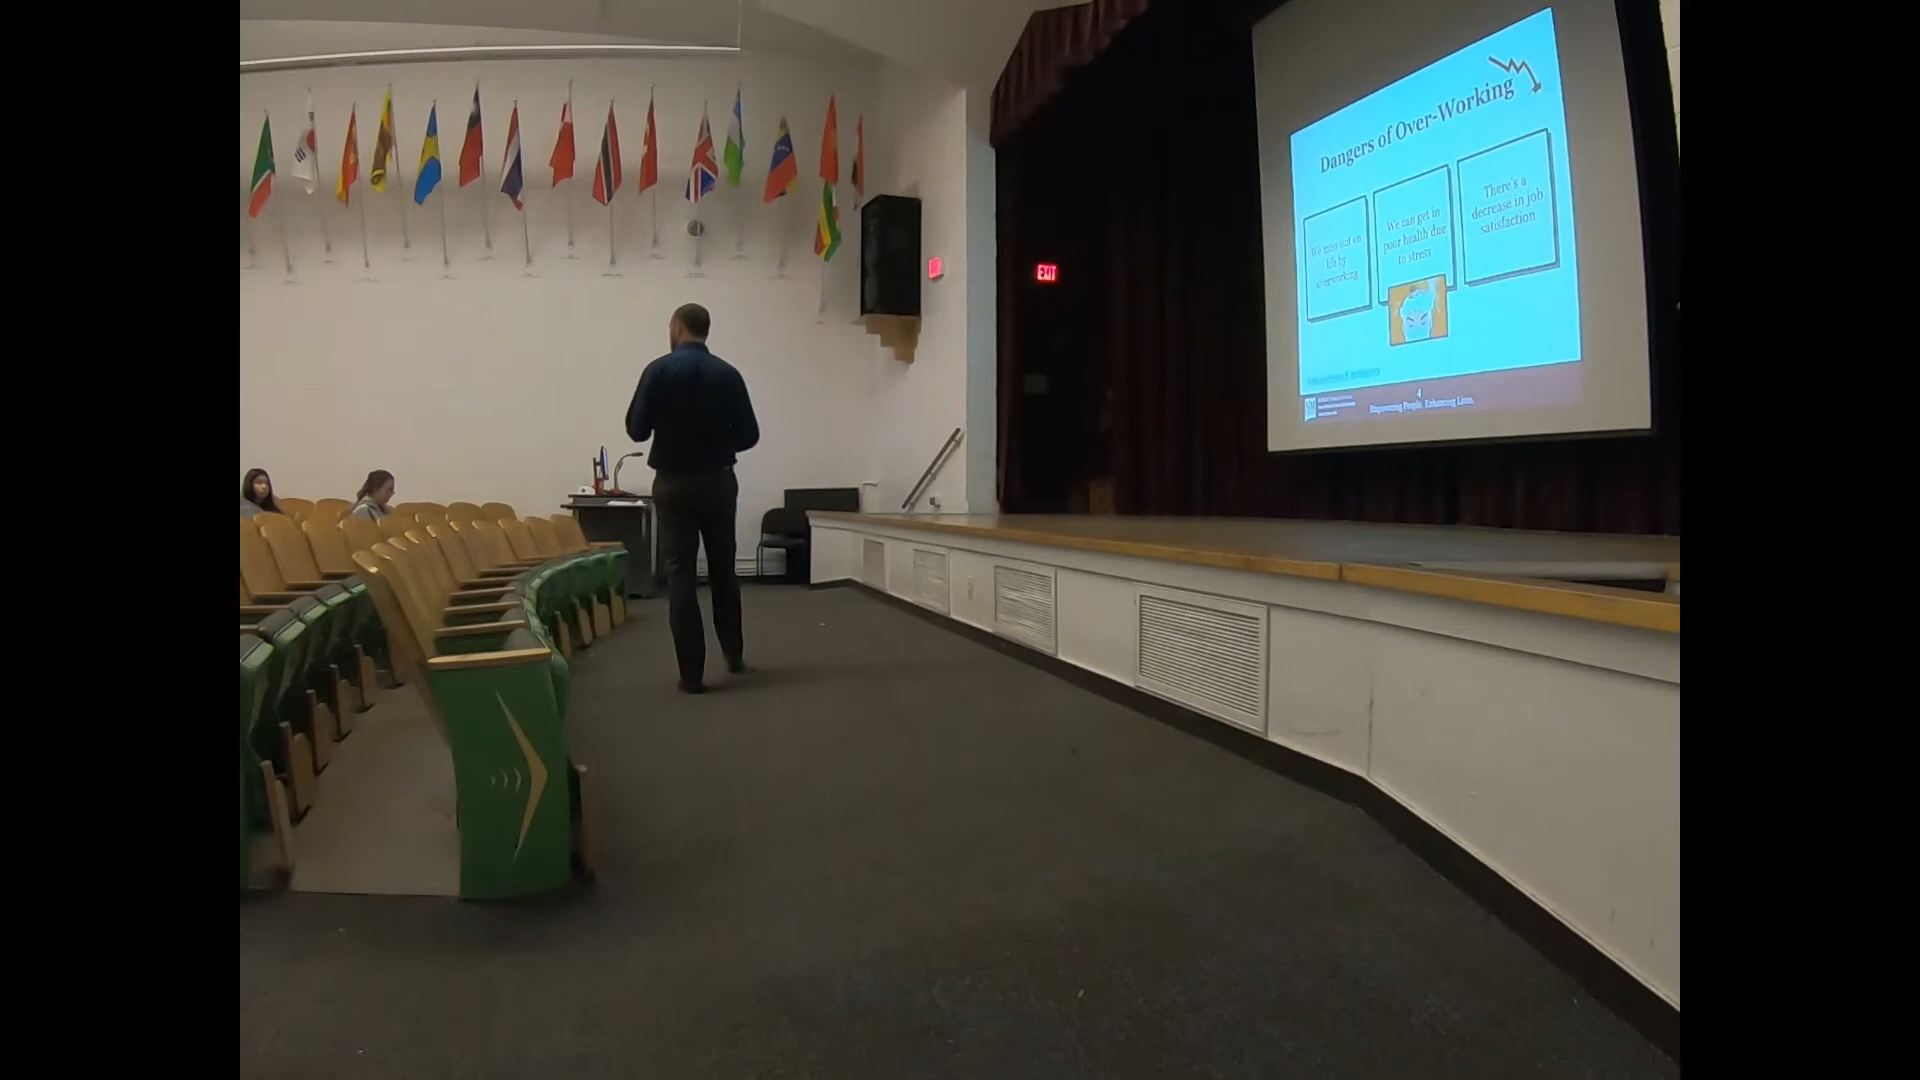 Dangers of Over-Working
We miss out on
life by
overworking
We can get in
poor health due
to stress
There's a
decrease in job
satisfaction
EXIT
EXIT
4
Empowering People, Enhancing Lives.